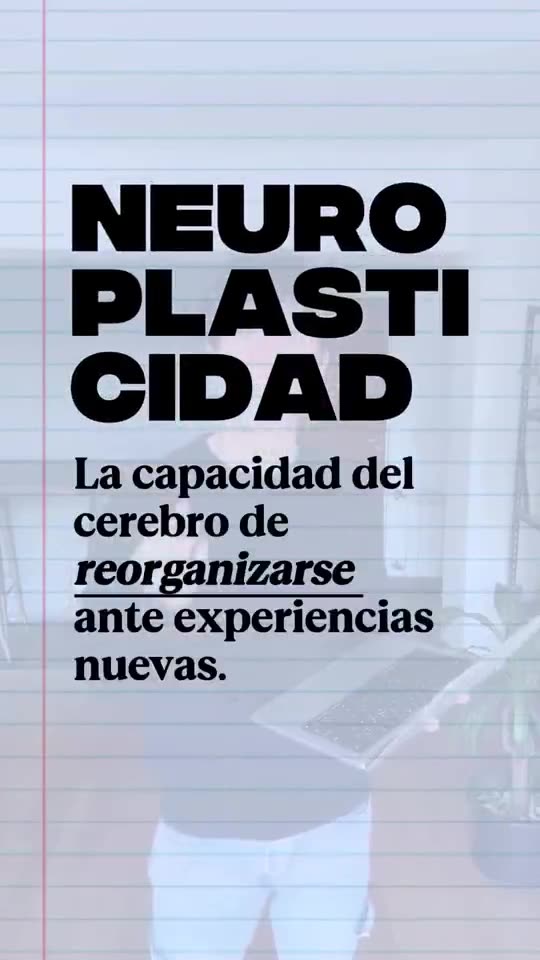 NEURO
PLASTI
CIDAD
La capacidad del
cerebro de
reorganizarse
ante experiencias
nuevas.